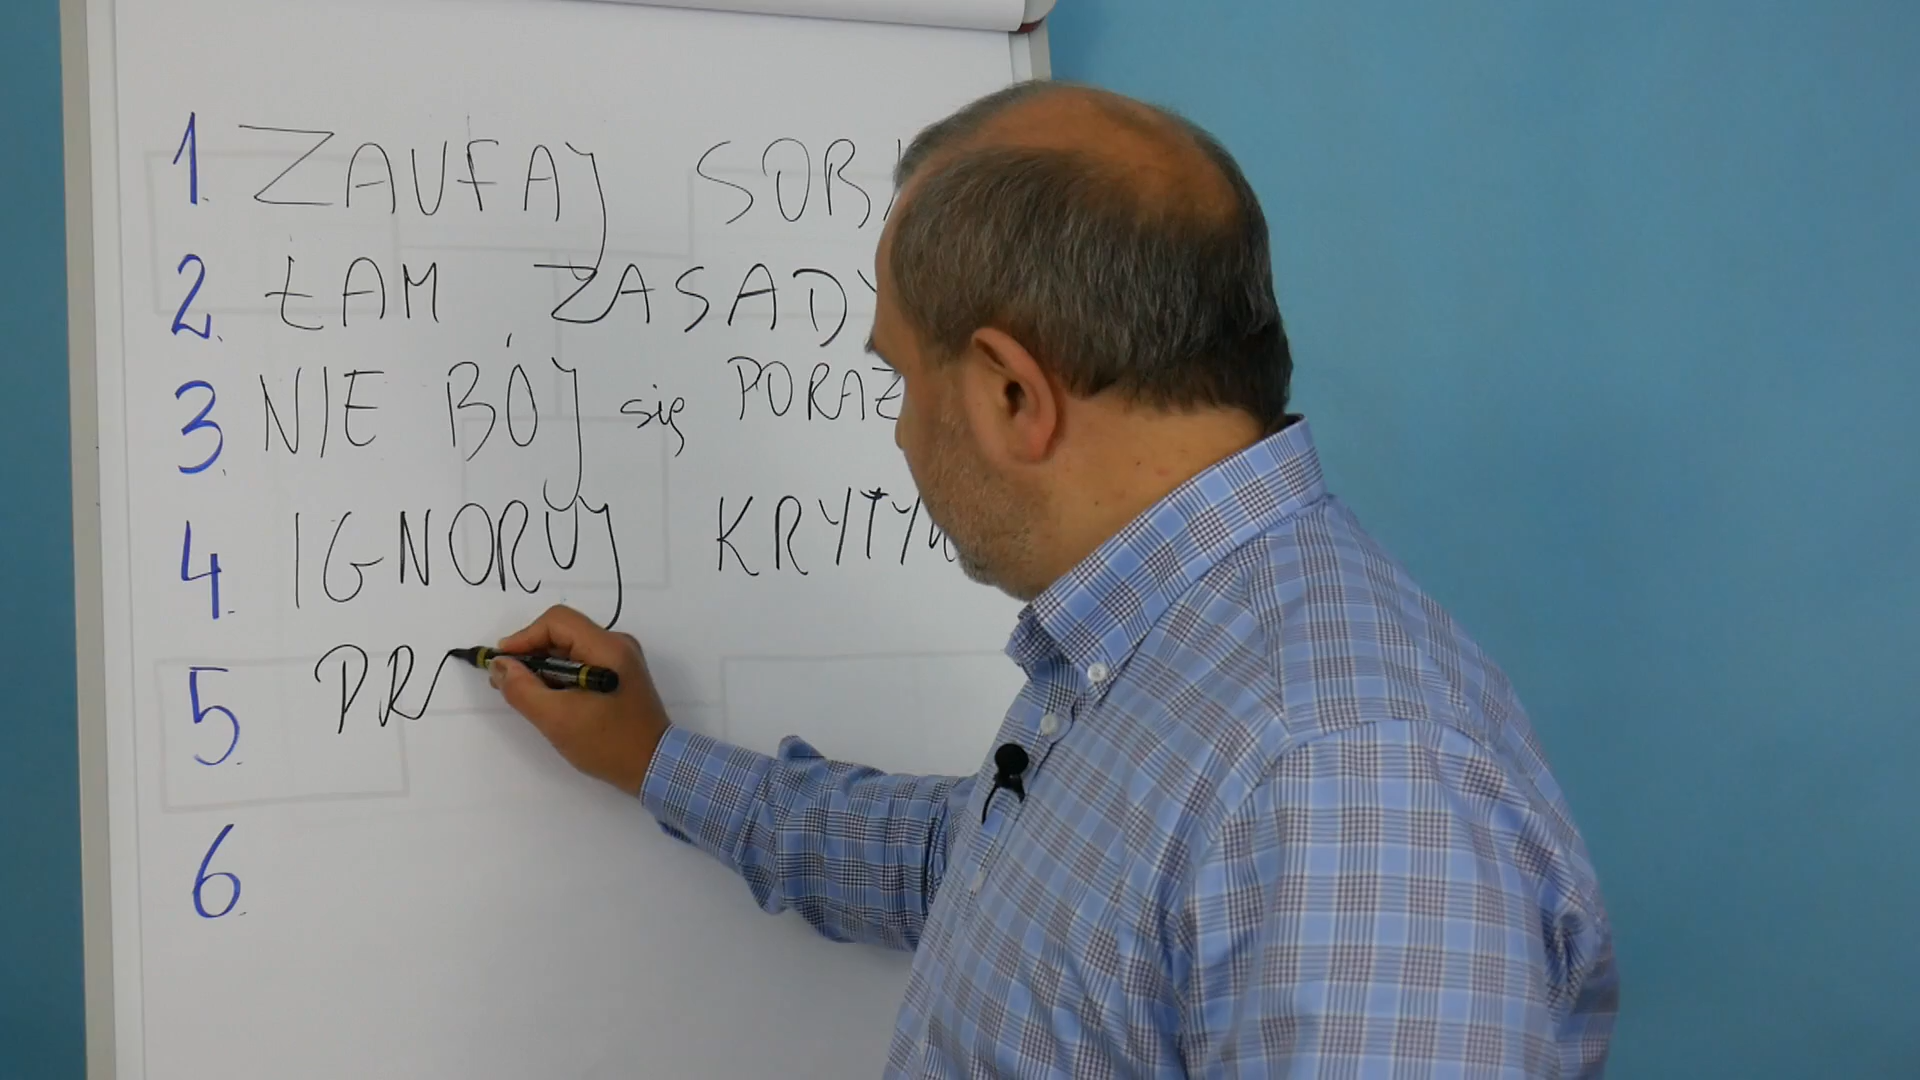 1. ZAUFAJ SOB
2. ŁAM ZASADY
3. NIE BÓJ się PORAŻ
4. IGNORUJ KRYTYK
5. PR
6.